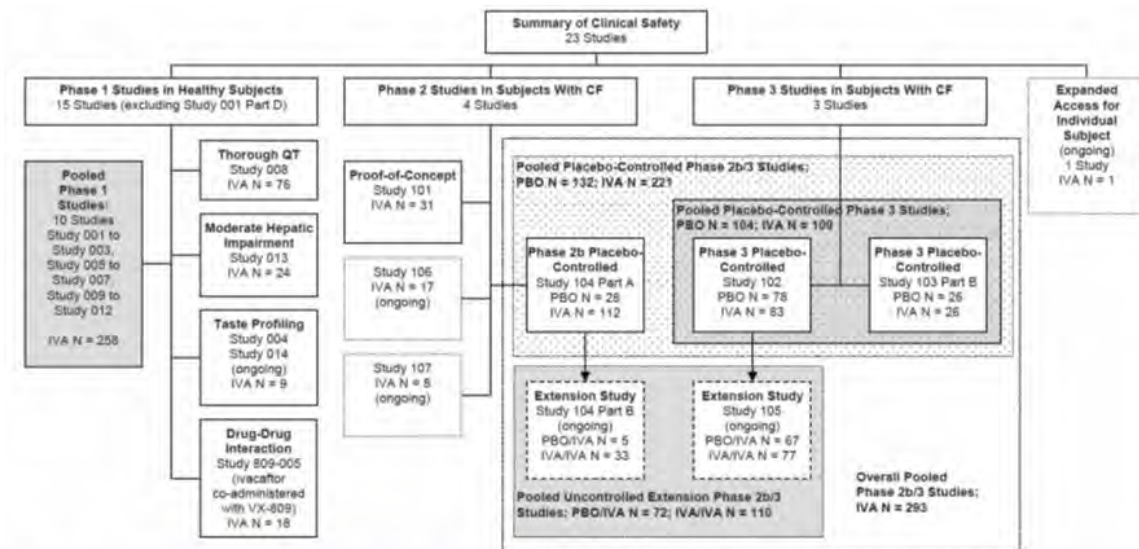 Summary of Clinical Safety
23 Studies
Phase 1 Studies in Healthy Subjects
15 Studies (excluding Study 001 Part D)
Phase 2 Studies in Subjects With CF
4 Studies
Phase 3 Studies in Subjects With CF
3 Studies
Expanded
Access for
Individual
Subject
(ongoing)
1 Study
IVA N = 1
Pooled
Phase 1
Studies:
10 Studies
Study 001 to
Study 003,
Study 005 to
Study 007,
Study 009 to
Study 012
IVA N = 258
Thorough QT
Study 008
IVA N = 76
Moderate Hepatic
Impairment
Study 013
IVA N = 24
Taste Profiling
Study 004
Study 014
(ongoing)
IVA N = 9
Drug-Drug
Interaction
Study 809-005
(ivacaftor
co-administered
with VX-809)
IVA N = 18
Proof-of-Concept
Study 101
IVA N = 31
Study 106
IVA N = 17
(ongoing)
Study 107
IVA N = 8
(ongoing)
Pooled Placebo-Controlled Phase 2b/3 Studies;
PBO N = 132; IVA N = 221
Pooled Placebo-Controlled Phase 3 Studies;
PBO N = 104; IVA N = 109
Phase 2b Placebo-
Controlled
Study 104 Part A
PBO N = 28
IVA N = 112
Phase 3 Placebo-
Controlled
Study 102
PBO N = 78
IVA N = 83
Phase 3 Placebo-
Controlled
Study 103 Part B
PBO N = 26
IVA N = 26
Extension Study
Study 104 Part B
(ongoing)
PBO/IVA N = 5
IVA/IVA N = 33
Extension Study
Study 105
(ongoing)
PBO/IVA N = 67
IVA/IVA N = 77
Pooled Uncontrolled Extension Phase 2b/3
Studies; PBO/IVA N = 72; IVA/IVA N = 110
Overall Pooled
Phase 2b/3 Studies;
IVA N = 293